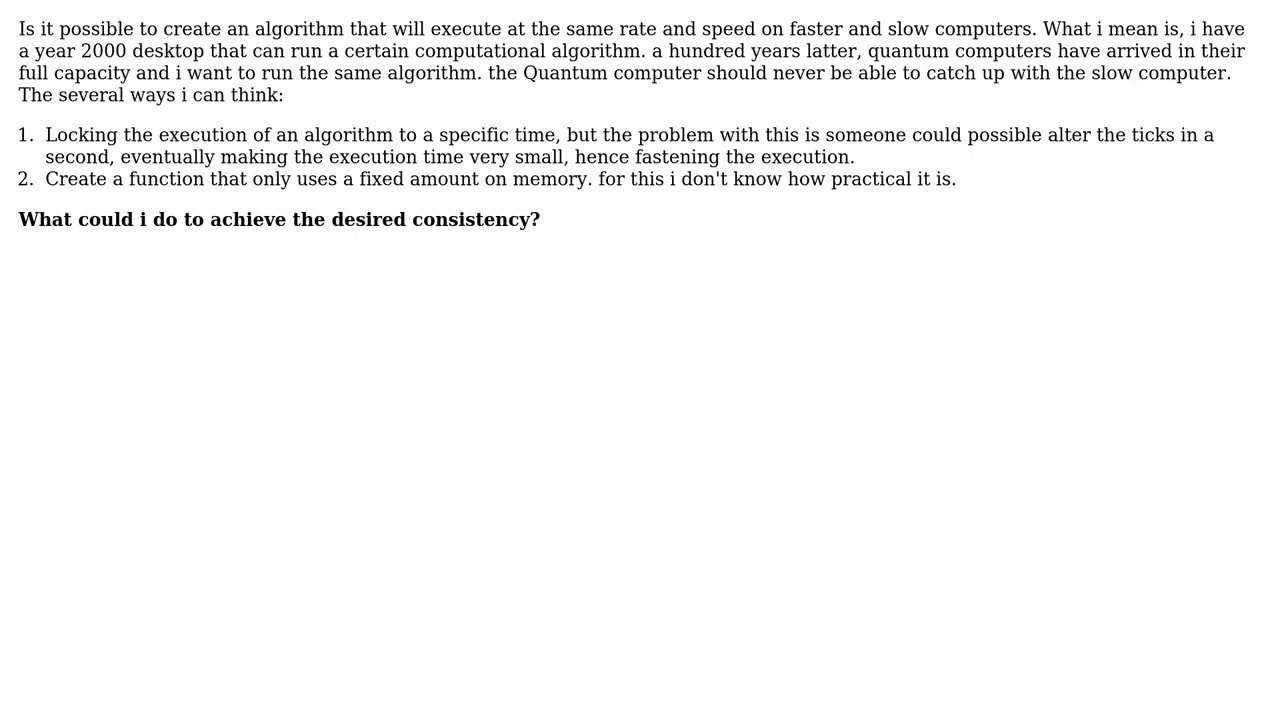 Is it possible to create an algorithm that will execute at the same rate and speed on faster and slow computers. What i mean is, i have
a year 2000 desktop that can run a certain computational algorithm. a hundred years latter, quantum computers have arrived in their
full capacity and i want to run the same algorithm. the Quantum computer should never be able to catch up with the slow computer.
The several ways i can think:
1. Locking the execution of an algorithm to a specific time, but the problem with this is someone could possible alter the ticks in a
second, eventually making the execution time very small, hence fastening the execution.
2. Create a function that only uses a fixed amount on memory. for this i don't know how practical it is.
What could i do to achieve the desired consistency?